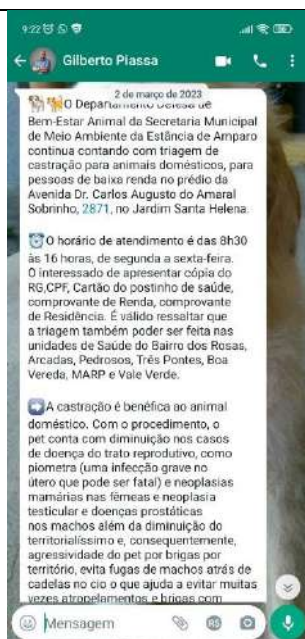 9:22
Gilberto Piassa
2 de março de 2023
O Departamento Defesa de
Bem-Estar Animal da Secretaria Municipal
de Meio Ambiente da Estância de Amparo
continua contando com triagem de
castração para animais domésticos, para
pessoas de baixa renda no prédio da
Avenida Dr. Carlos Augusto do Amaral
Sobrinho, 2871, no Jardim Santa Helena.
O horário de atendimento é das 8h30
às 16 horas, de segunda a sexta-feira.
O interessado de apresentar cópia do
RG,CPF, Cartão do postinho de saúde,
comprovante de Renda, comprovante
de Residência. É válido ressaltar que
a triagem também poder ser feita nas
unidades de Saúde do Bairro dos Rosas,
Arcadas, Pedrosos, Três Pontes, Boa
Vereda, MARP e Vale Verde.
A castração é benéfica ao animal
doméstico. Com o procedimento, o
pet conta com diminuição nos casos
de doença do trato reprodutivo, como
piometra (uma infecção grave no
útero que pode ser fatal) e neoplasias
mamárias nas fêmeas e neoplasia
testicular e doenças prostáticas
nos machos além da diminuição do
territorialíssimo e, consequentemente,
agressividade do pet por brigas por
território, evita fugas de machos atrás de
cadelas no cio o que ajuda a evitar muitas
vezes atropelamentos e brigas com
Mensagem
R$